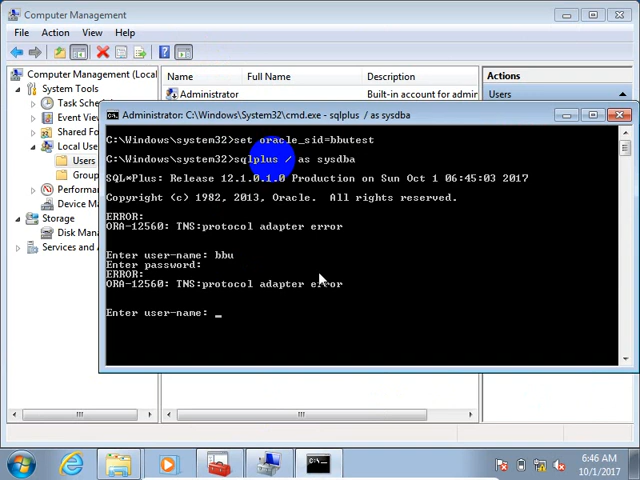 Computer Management
File Action View Help
Computer Management (Local
System Tools
Task Sche
Event View
Shared Fo
Local User
Users
Group
Performa
Device M
Storage
Disk Man
Services and
Name Full Name Description
Administrator Built-in account for admir
Actions
Users
Administrator: C:\Windows\System32\cmd.exe - sqlplus / as sysdba
C:\Windows\system32>set oracle_sid=bbutest
C:\Windows\system32>sqlplus / as sysdba
SQL*Plus: Release 12.1.0.1.0 Production on Sun Oct 1 06:45:03 2017
Copyright (c) 1982, 2013, Oracle. All rights reserved.
ERROR:
ORA-12560: TNS:protocol adapter error
Enter user-name: bbu
Enter password:
ERROR:
ORA-12560: TNS:protocol adapter error
Enter user-name: _
6:46 AM
10/1/2017